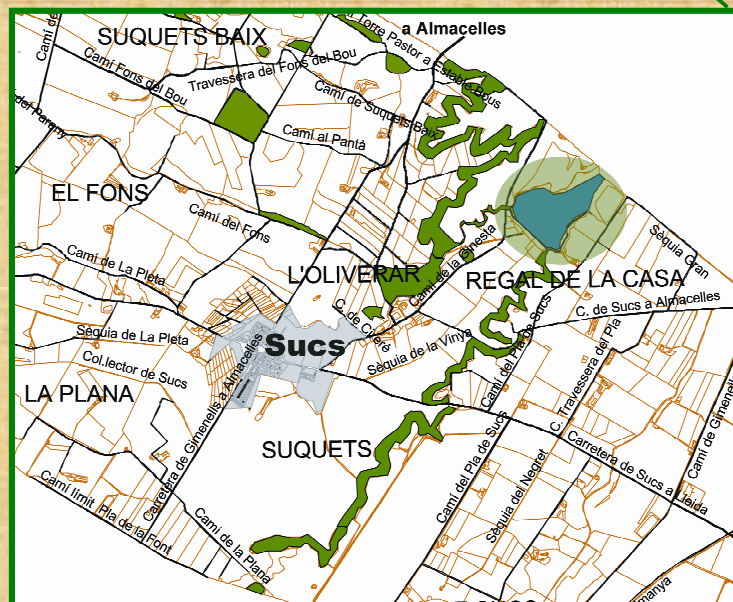 a Almacelles
SUQUETS BAIX
Torre Pastor a Estable Bous
Camí de
Camí Fons del Bou
Travessera del Fons del Bou
Camí de Suquets Baix
Camí al Pantà
EL FONS
Camí del Fons
Sèquia Gran
Camí de La Pleta
L'OLIVERAR
Camí de la Ginesta
REGAL DE LA CASA
C. de Sucs a Almacelles
Sèquia de La Pleta
Sucs
Sèquia de la Vinya
Camí del Pla de Sucs
C. Travessera del Pla
Col.lector de Sucs
LA PLANA
Carretera de Gimenells a Almacelles
Camí de Gimenell
SUQUETS
Camí del Pla de Sucs
Sèquia del Negret
Carretera de Sucs a Lleida
Camí límit Pla de la Font
Camí de la Plana